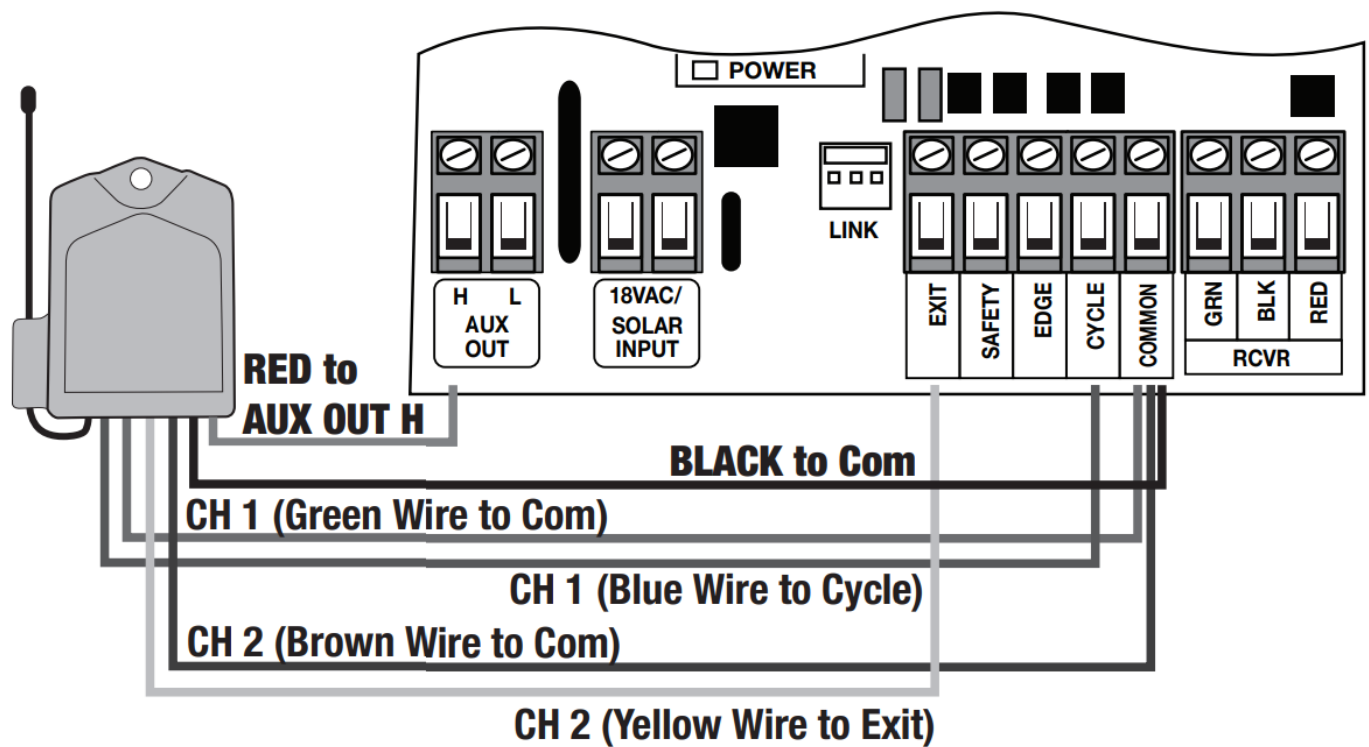 POWER
LINK
H L
AUX
OUT
18VAC/
SOLAR
INPUT
EXIT
SAFETY
EDGE
CYCLE
COMMON
GRN
BLK
RED
RCVR
RED to
AUX OUT H
BLACK to Com
CH 1 (Green Wire to Com)
CH 1 (Blue Wire to Cycle)
CH 2 (Brown Wire to Com)
CH 2 (Yellow Wire to Exit)